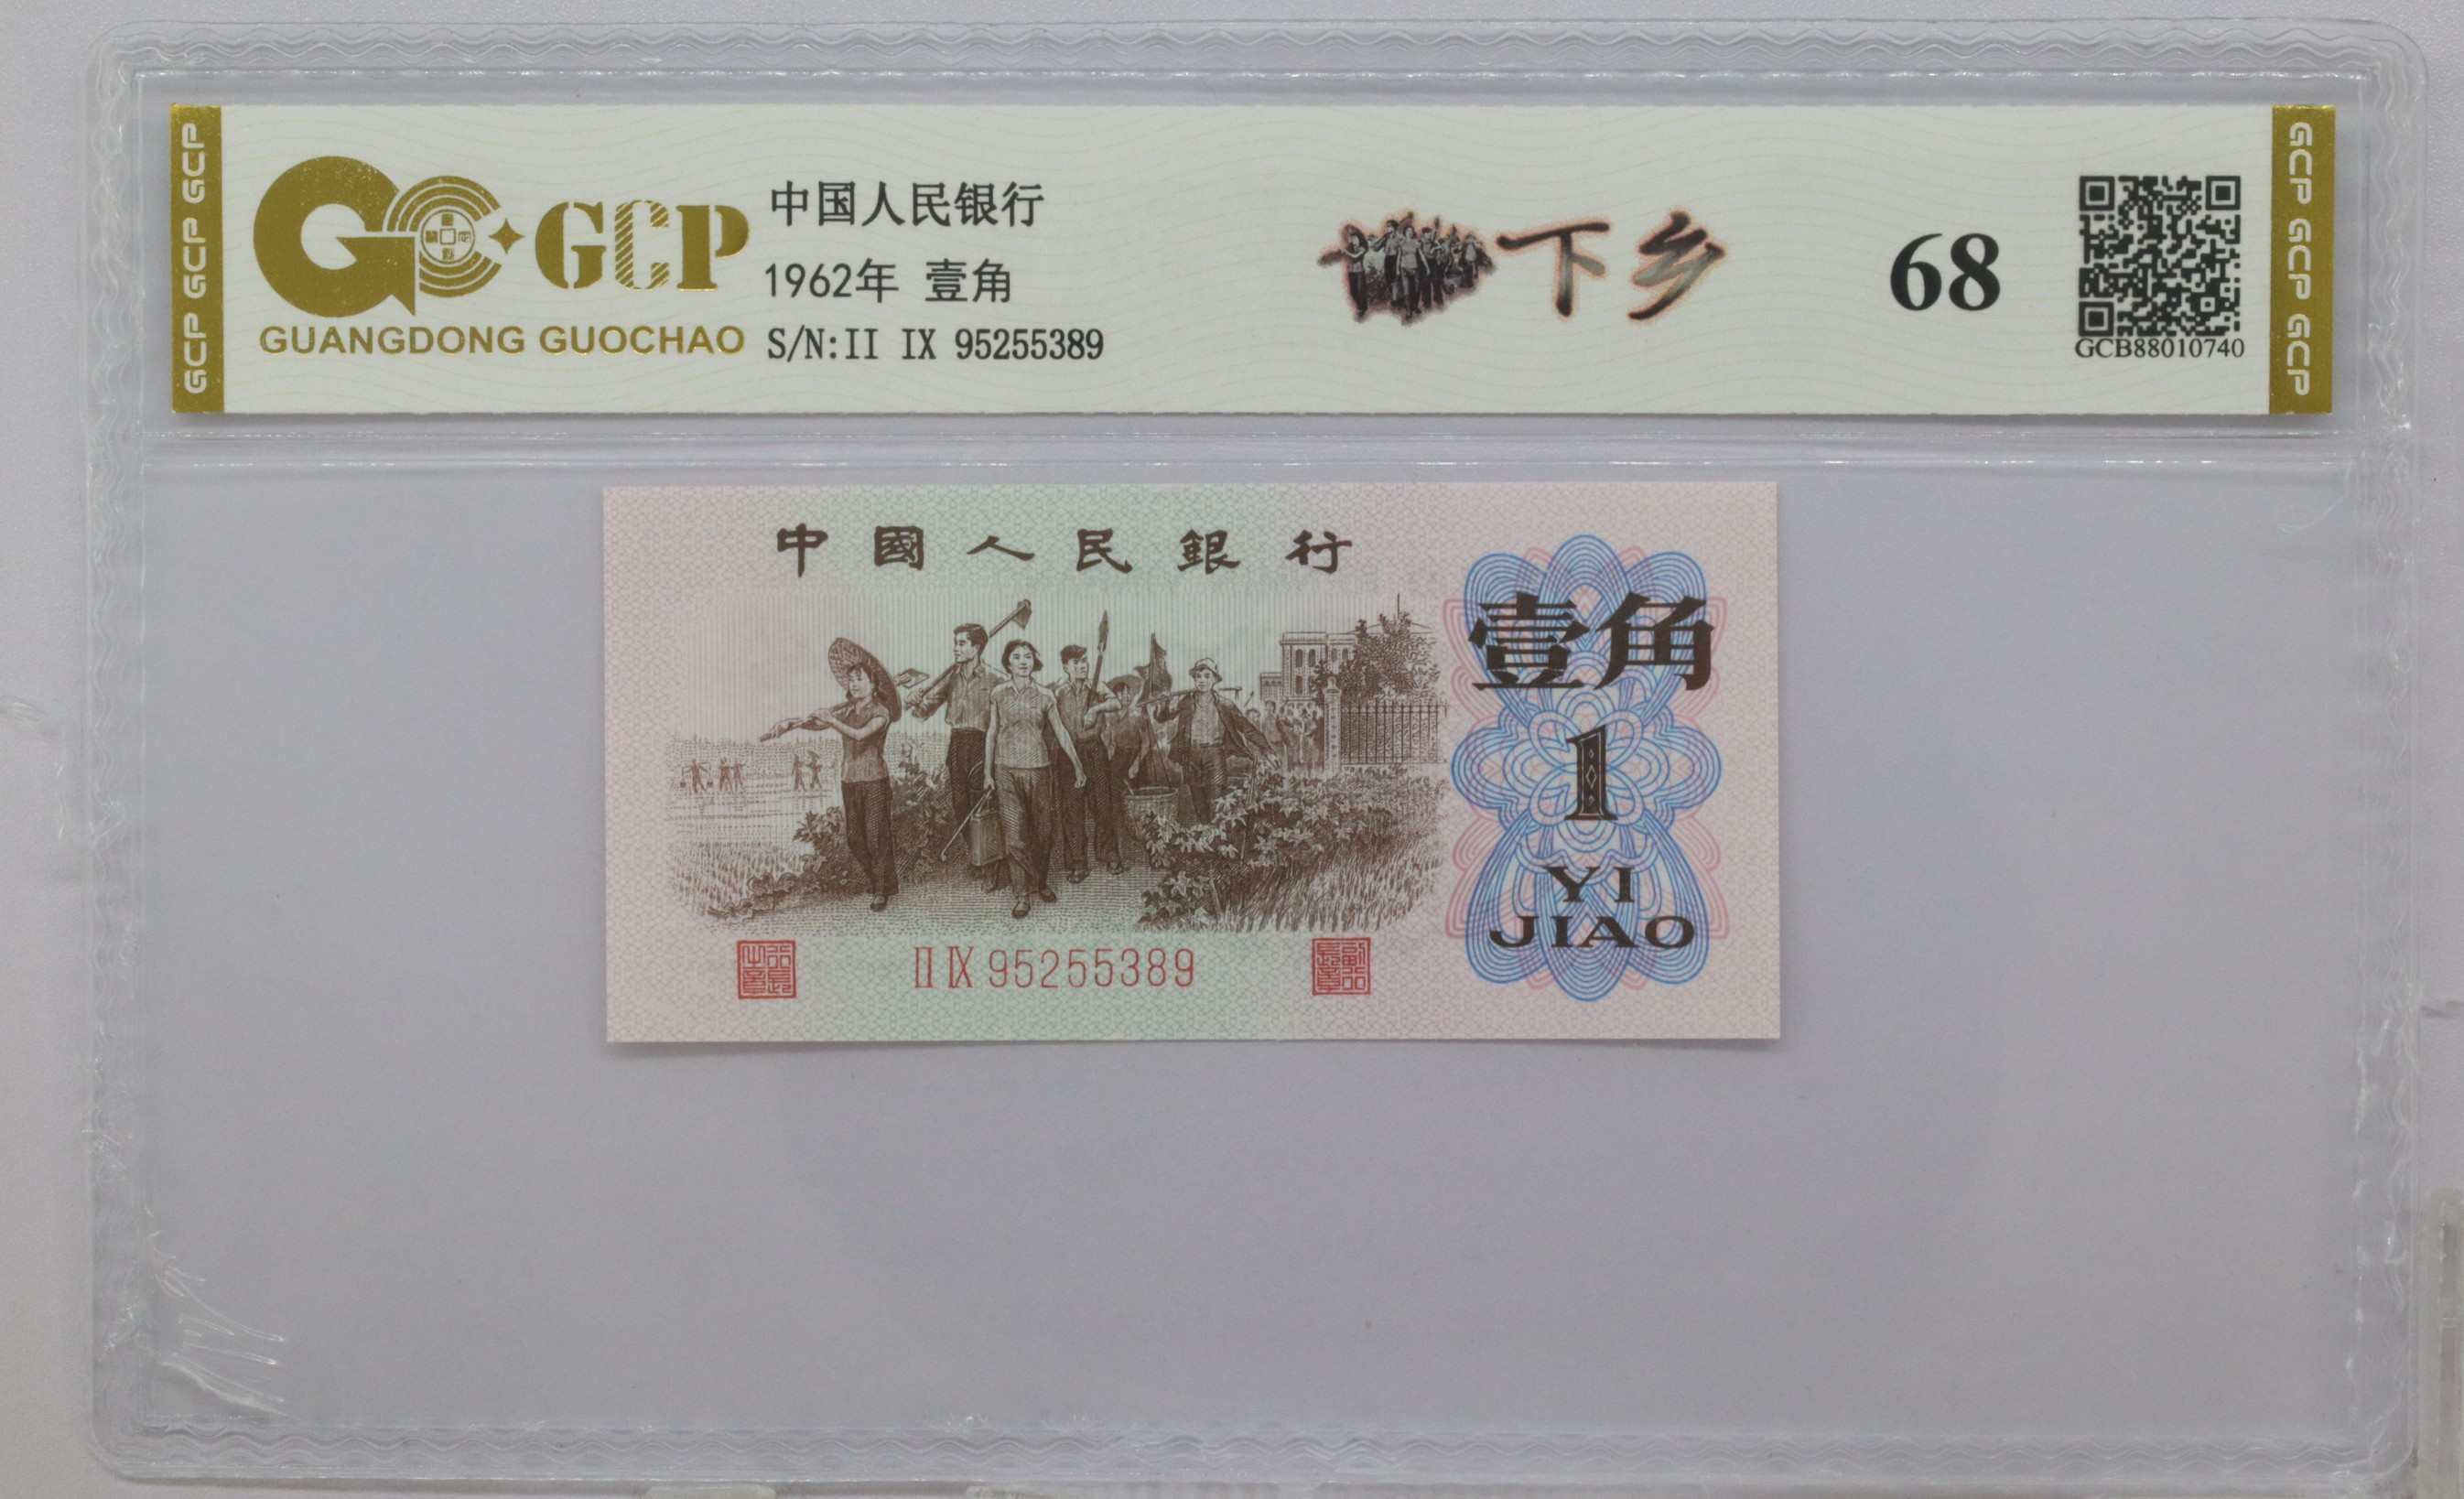 GCP GCP GCP
GCP
GUANGDONG GUOCHAO
中国人民银行
1962年 壹角
S/N:II IX 95255389
下乡
68
GCB88010740
GCP GCP GCP
中國人民銀行
壹角
1
YI
JIAO
II IX 95255389